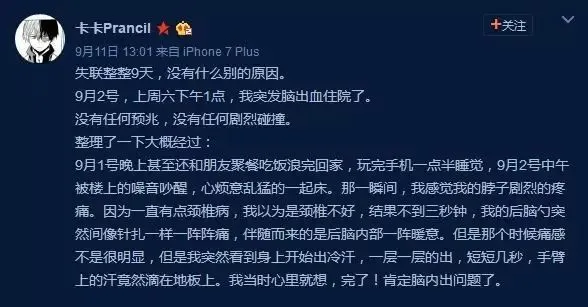 卡卡Prancil
+关注
9月11日 13:01 来自 iPhone 7 Plus
失联整整9天，没有什么别的原因。
9月2号，上周六下午1点，我突发脑出血住院了。
没有任何预兆，没有任何剧烈碰撞。
整理了一下大概经过：
9月1号晚上甚至还和朋友聚餐吃饭浪完回家，玩完手机一点半睡觉，9月2号中午
被楼上的噪音吵醒，心烦意乱猛的一起床。那一瞬间，我感觉我的脖子剧烈的疼
痛。因为一直有点颈椎病，我以为是颈椎不好，结果不到三秒钟，我的后脑勺突
然间像针扎一样一阵阵痛，伴随而来的是后脑内部一阵暖意。但是那个时候痛感
不是很明显，但是我突然看到身上开始出冷汗，一层一层的出，短短几秒，手臂
上的汗竟然滴在地板上。我当时心里就想，完了！肯定脑内出问题了。